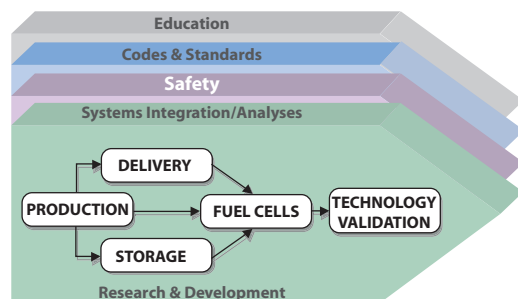 Education
Codes & Standards
Safety
Systems Integration/Analyses
DELIVERY
PRODUCTION
FUEL CELLS
TECHNOLOGY
VALIDATION
STORAGE
Research & Development